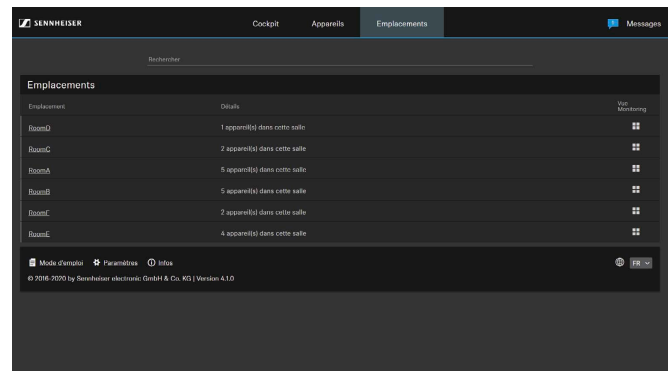 SENNHEISER
Cockpit
Appareils
Emplacements
Messages
Rechercher
Emplacements
Emplacement
Détails
Vue
Monitoring
RoomD
1 appareil(s) dans cette salle
RoomC
2 appareil(s) dans cette salle
RoomA
5 appareil(s) dans cette salle
RoomB
5 appareil(s) dans cette salle
RoomF
2 appareil(s) dans cette salle
RoomE
4 appareil(s) dans cette salle
Mode d'emploi
Paramètres
Infos
FR
© 2016-2020 by Sennheiser electronic GmbH & Co. KG | Version 4.1.0